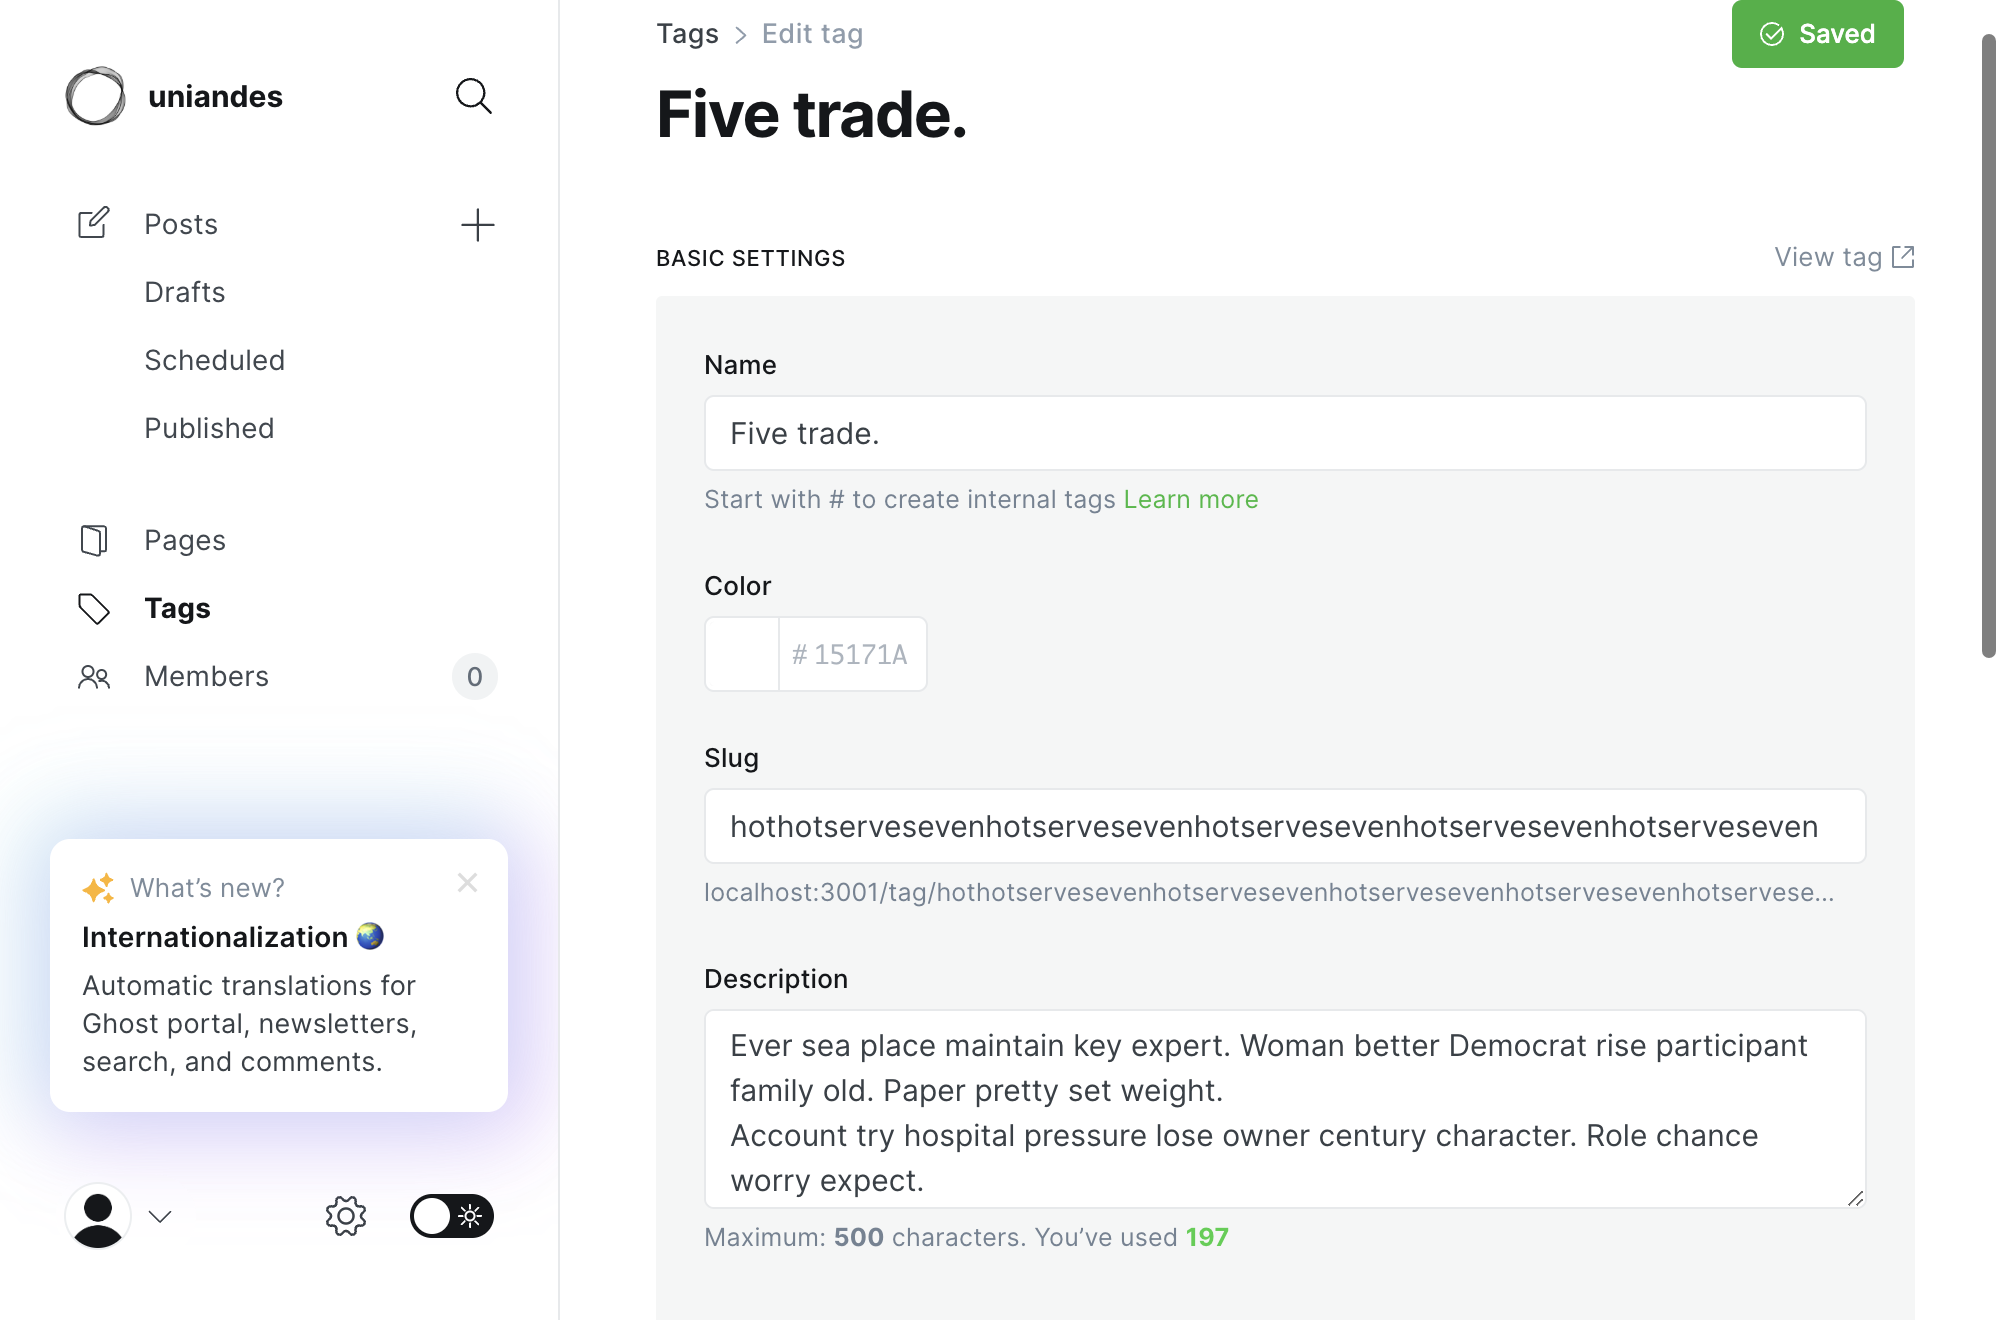 uniandes
Posts
Drafts
Scheduled
Published
Pages
Tags
Members
0
What's new?
Internationalization
Automatic translations for
Ghost portal, newsletters,
search, and comments.
Tags > Edit tag
Saved
Five trade.
BASIC SETTINGS
View tag
Name
Five trade.
Start with # to create internal tags Learn more
Color
# 15171A
Slug
hothotservesevenhotservesevenhotservesevenhotservesevenhotserveseven
localhost:3001/tag/hothotservesevenhotservesevenhotservesevenhotservesevenhotservese...
Description
Ever sea place maintain key expert. Woman better Democrat rise participant
family old. Paper pretty set weight.
Account try hospital pressure lose owner century character. Role chance
worry expect.
Maximum: 500 characters. You've used 197